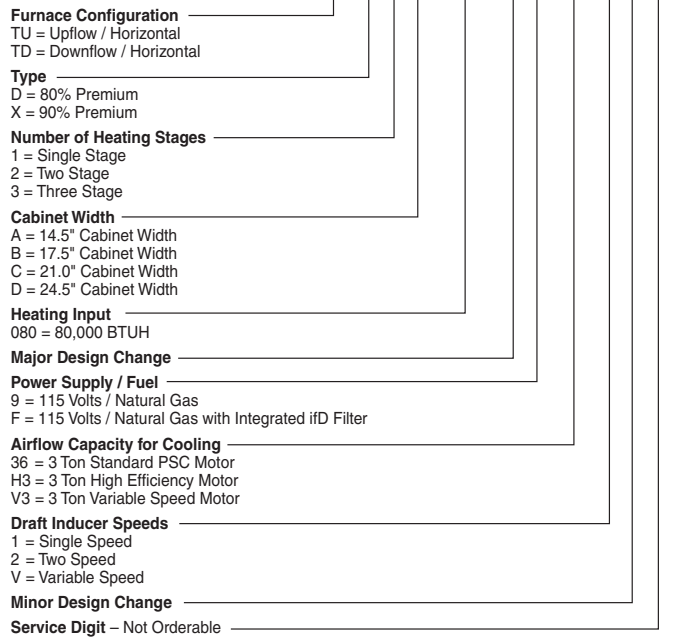 Furnace Configuration
TU = Upflow / Horizontal
TD = Downflow / Horizontal
Type
D = 80% Premium
X = 90% Premium
Number of Heating Stages
1 = Single Stage
2 = Two Stage
3 = Three Stage
Cabinet Width
A = 14.5" Cabinet Width
B = 17.5" Cabinet Width
C = 21.0" Cabinet Width
D = 24.5" Cabinet Width
Heating Input
080 = 80,000 BTUH
Major Design Change
Power Supply / Fuel
9 = 115 Volts / Natural Gas
F = 115 Volts / Natural Gas with Integrated ifD Filter
Airflow Capacity for Cooling
36 = 3 Ton Standard PSC Motor
H3 = 3 Ton High Efficiency Motor
V3 = 3 Ton Variable Speed Motor
Draft Inducer Speeds
1 = Single Speed
2 = Two Speed
V = Variable Speed
Minor Design Change
Service Digit – Not Orderable